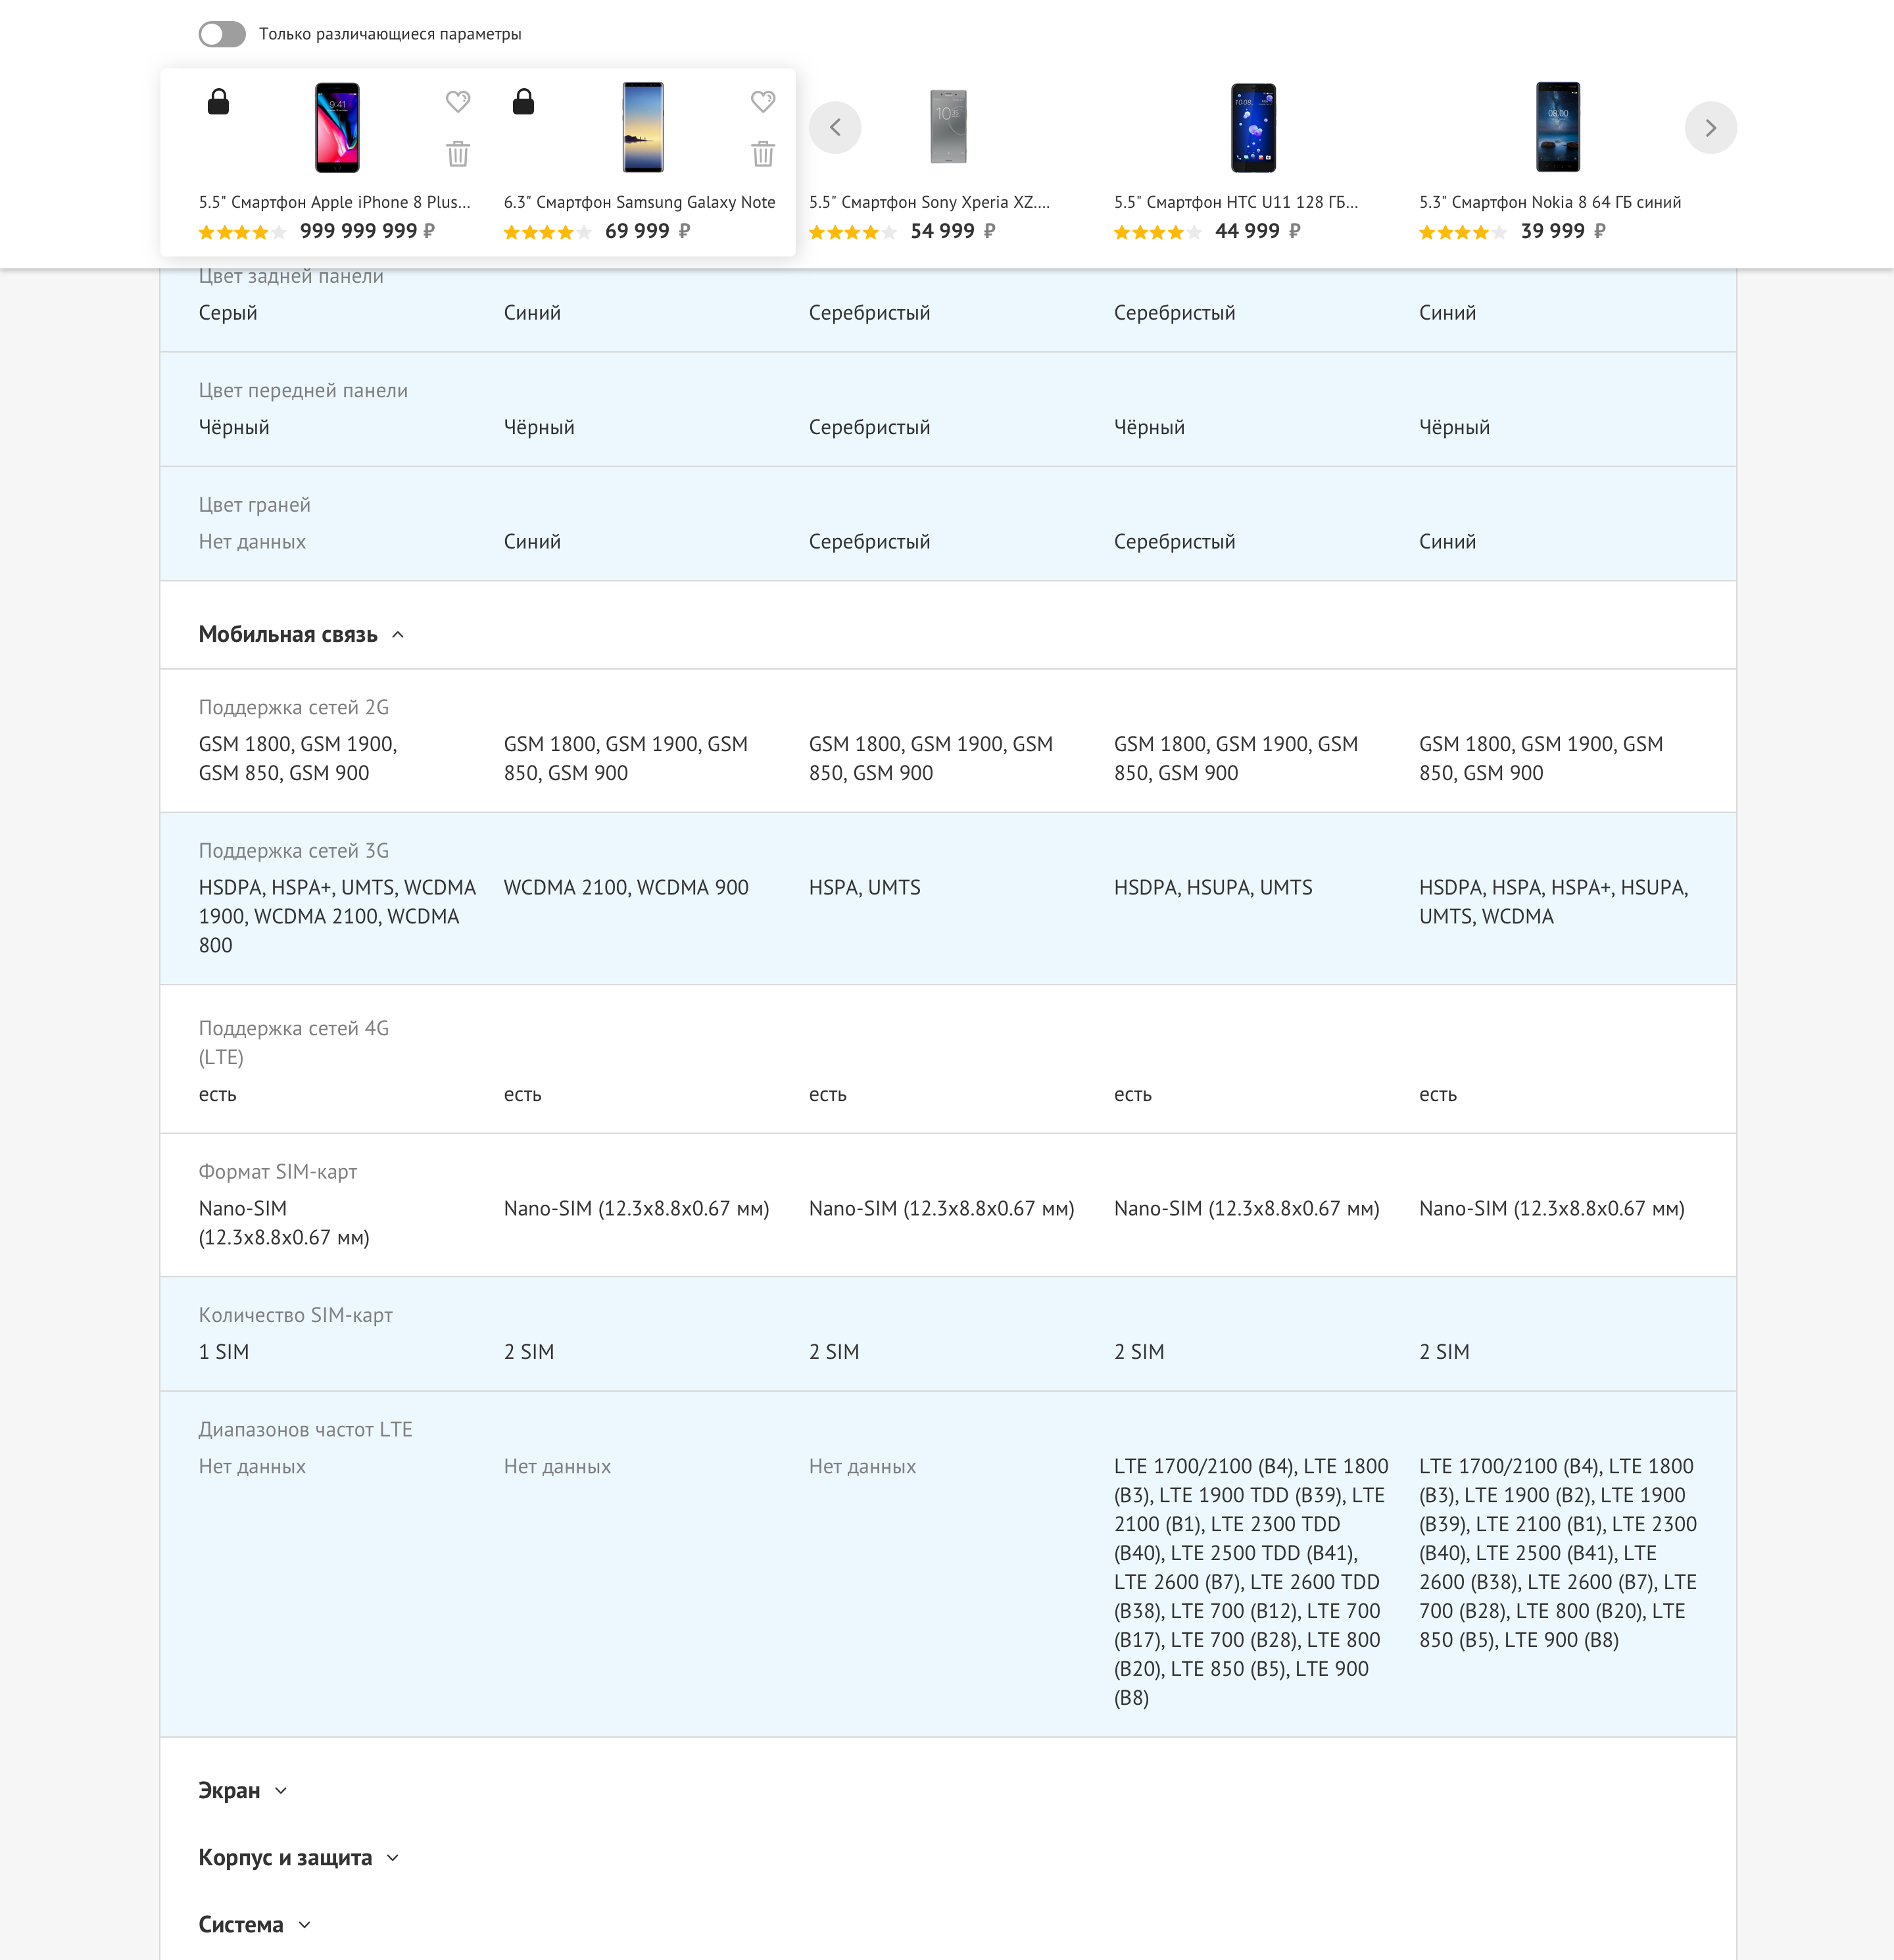 Только различающиеся параметры
5.5" Смартфон Apple iPhone 8 Plus...
999 999 999 ₽
6.3" Смартфон Samsung Galaxy Note
69 999 ₽
5.5" Смартфон Sony Xperia XZ....
54 999 ₽
5.5" Смартфон HTC U11 128 ГБ...
44 999 ₽
5.3" Смартфон Nokia 8 64 ГБ синий
39 999 ₽
Цвет задней панели
Серый
Синий
Серебристый
Серебристый
Синий
Цвет передней панели
Чёрный
Чёрный
Серебристый
Чёрный
Чёрный
Цвет граней
Нет данных
Синий
Серебристый
Серебристый
Синий
Мобильная связь
Поддержка сетей 2G
GSM 1800, GSM 1900,
GSM 850, GSM 900
GSM 1800, GSM 1900, GSM
850, GSM 900
GSM 1800, GSM 1900, GSM
850, GSM 900
GSM 1800, GSM 1900, GSM
850, GSM 900
GSM 1800, GSM 1900, GSM
850, GSM 900
Поддержка сетей 3G
HSDPA, HSPA+, UMTS, WCDMA
1900, WCDMA 2100, WCDMA
800
WCDMA 2100, WCDMA 900
HSPA, UMTS
HSDPA, HSUPA, UMTS
HSDPA, HSPA, HSPA+, HSUPA,
UMTS, WCDMA
Поддержка сетей 4G
(LTE)
есть
есть
есть
есть
есть
Формат SIM-карт
Nano-SIM
(12.3x8.8x0.67 мм)
Nano-SIM (12.3x8.8x0.67 мм)
Nano-SIM (12.3x8.8x0.67 мм)
Nano-SIM (12.3x8.8x0.67 мм)
Nano-SIM (12.3x8.8x0.67 мм)
Количество SIM-карт
1 SIM
2 SIM
2 SIM
2 SIM
2 SIM
Диапазонов частот LTE
Нет данных
Нет данных
Нет данных
LTE 1700/2100 (B4), LTE 1800
(B3), LTE 1900 TDD (B39), LTE
2100 (B1), LTE 2300 TDD
(B40), LTE 2500 TDD (B41),
LTE 2600 (B7), LTE 2600 TDD
(B38), LTE 700 (B12), LTE 700
(B17), LTE 700 (B28), LTE 800
(B20), LTE 850 (B5), LTE 900
(B8)
LTE 1700/2100 (B4), LTE 1800
(B3), LTE 1900 (B2), LTE 1900
(B39), LTE 2100 (B1), LTE 2300
(B40), LTE 2500 (B41), LTE
2600 (B38), LTE 2600 (B7), LTE
700 (B28), LTE 800 (B20), LTE
850 (B5), LTE 900 (B8)
Экран
Корпус и защита
Система